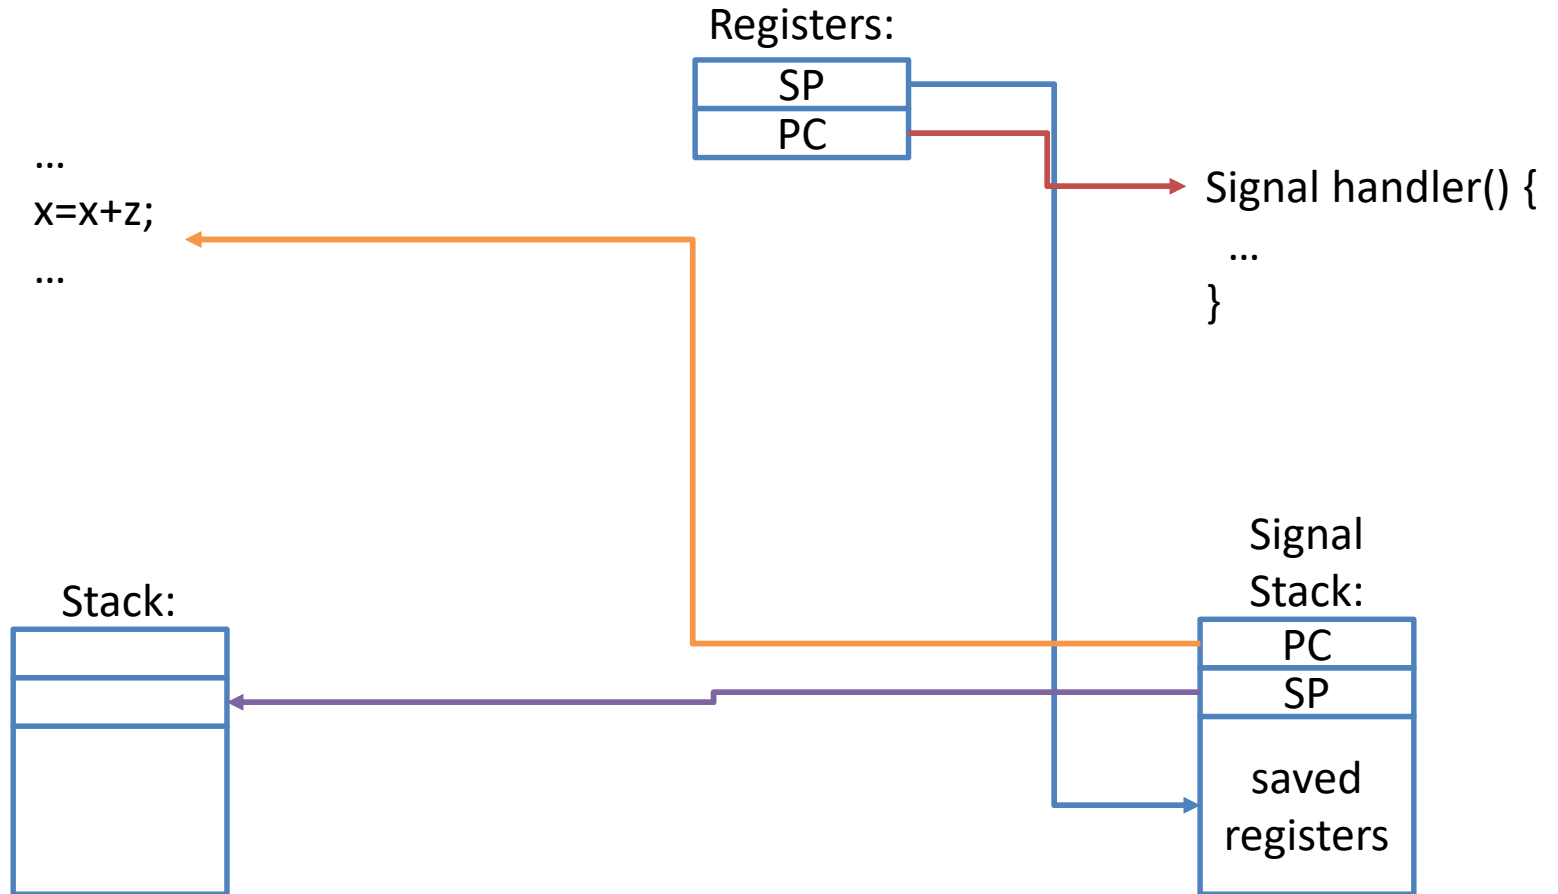 Registers:
SP
PC
...
x=x+z;
...
Signal handler() {
...
}
Stack:
Signal
Stack:
PC
SP
saved
registers